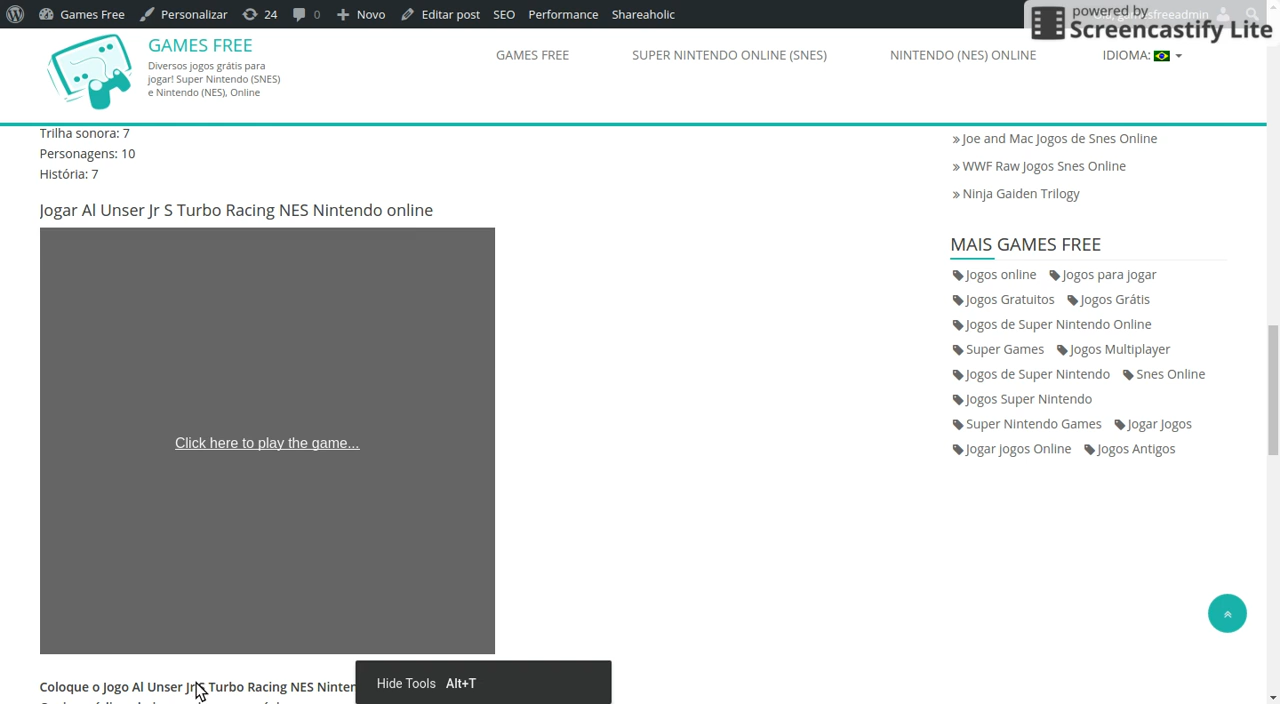 Games Free Personalizar 24 0 Novo Editar post SEO Performance Shareaholic
powered by
Screencastify Lite
GAMES FREE
Diversos jogos grátis para
jogar! Super Nintendo (SNES)
e Nintendo (NES), Online
GAMES FREE SUPER NINTENDO ONLINE (SNES) NINTENDO (NES) ONLINE IDIOMA:
Trilha sonora: 7
Personagens: 10
História: 7
Jogar Al Unser Jr S Turbo Racing NES Nintendo online
Click here to play the game...
Coloque o Jogo Al Unser Jr S Turbo Racing NES Ninten
Hide Tools Alt+T
» Joe and Mac Jogos de Snes Online
» WWF Raw Jogos Snes Online
» Ninja Gaiden Trilogy
MAIS GAMES FREE
Jogos online Jogos para jogar
Jogos Gratuitos Jogos Grátis
Jogos de Super Nintendo Online
Super Games Jogos Multiplayer
Jogos de Super Nintendo Snes Online
Jogos Super Nintendo
Super Nintendo Games Jogar Jogos
Jogar jogos Online Jogos Antigos